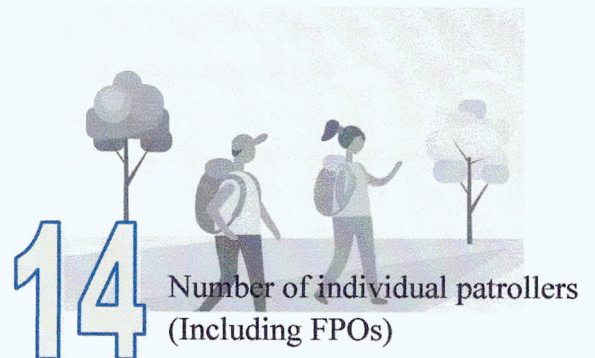 14
Number of individual patrollers
(Including FPOs)